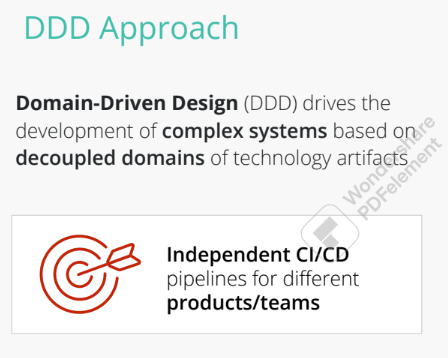 DDD Approach
Domain-Driven Design (DDD) drives the
development of complex systems based on
decoupled domains of technology artifacts
Wondershare
PDFelement
Independent CI/CD
pipelines for different
products/teams